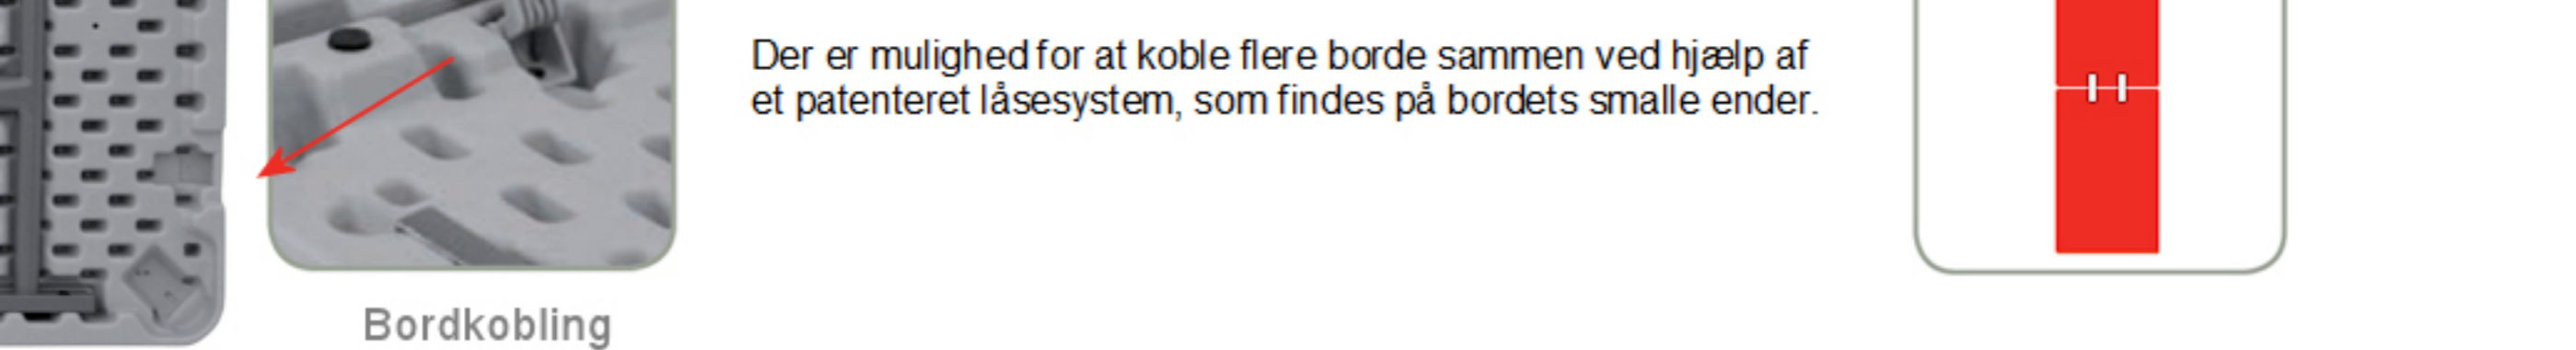 Der er mulighed for at koble flere borde sammen ved hjælp af
et patenteret låsesystem, som findes på bordets smalle ender.
Bordkobling